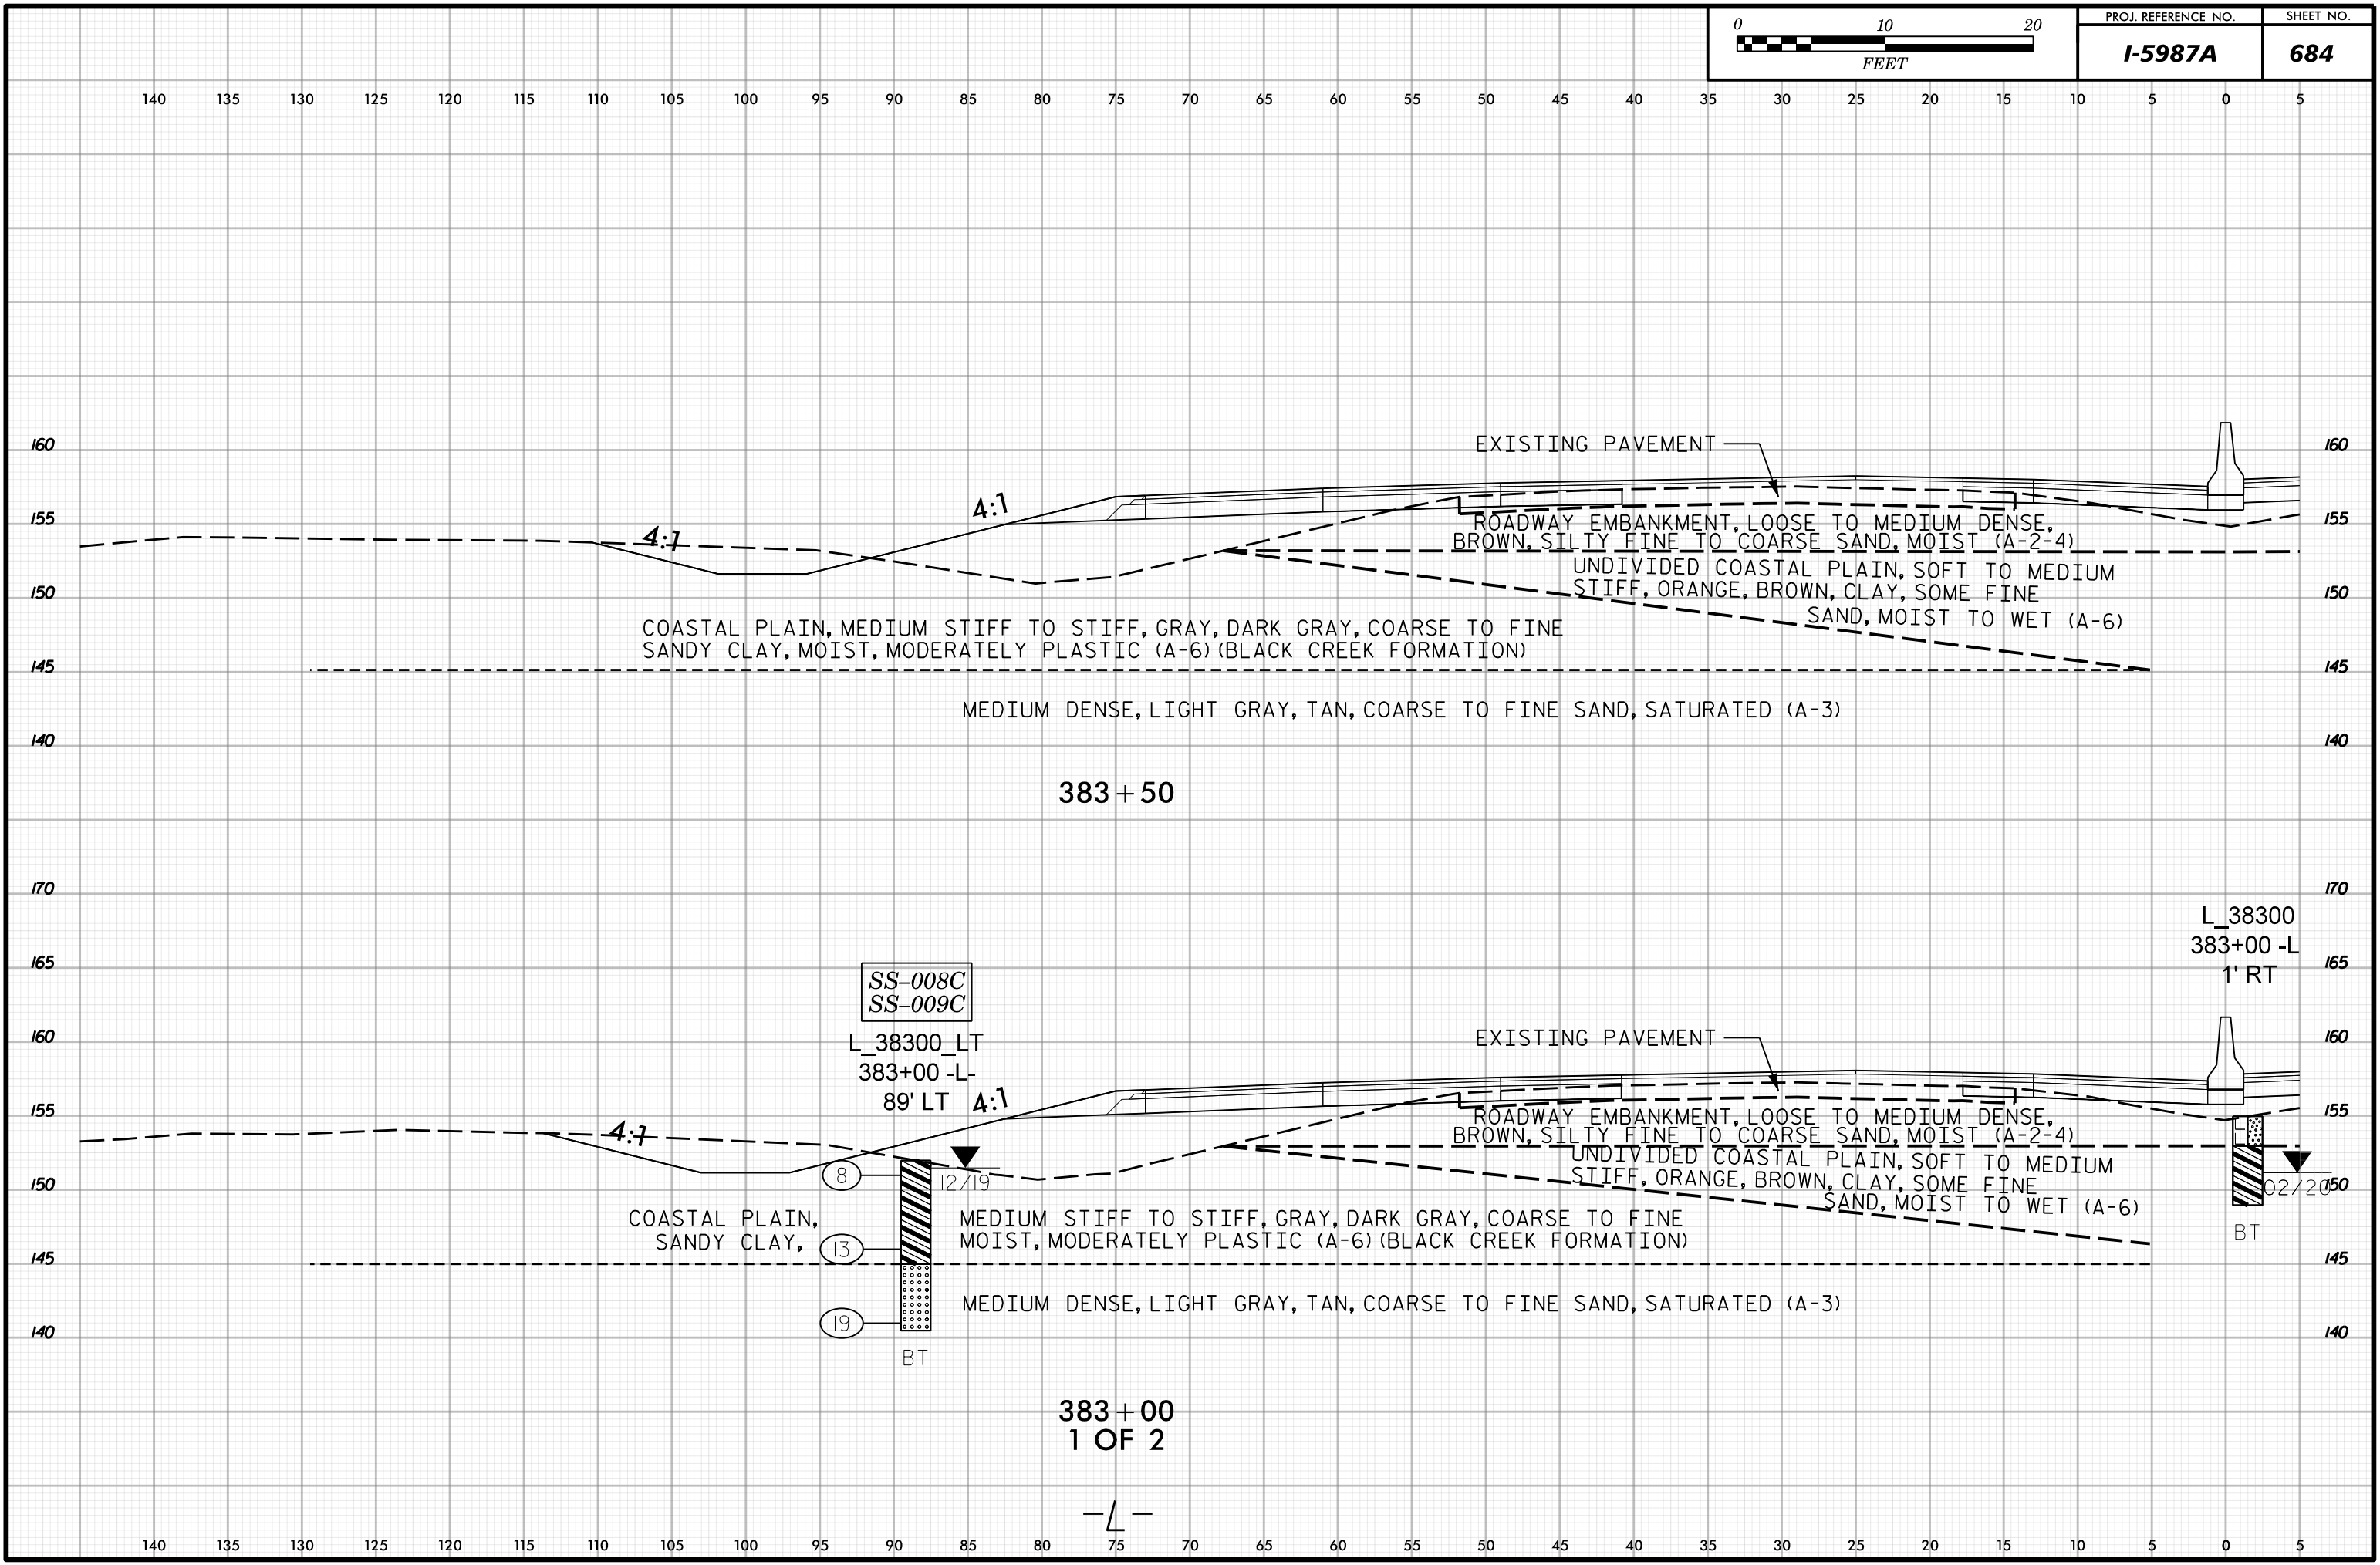 0 10 20
FEET
PROJ. REFERENCE NO.
SHEET NO.
I-5987A
684
140 135 130 125 120 115 110 105 100 95 90 85 80 75 70 65 60 55 50 45 40 35 30 25 20 15 10 5 0 5
160 160
EXISTING PAVEMENT
4:1
4:1
155 155
ROADWAY EMBANKMENT, LOOSE TO MEDIUM DENSE,
BROWN, SILTY FINE TO COARSE SAND, MOIST (A-2-4)
UNDIVIDED COASTAL PLAIN, SOFT TO MEDIUM
STIFF, ORANGE, BROWN, CLAY, SOME FINE
SAND, MOIST TO WET (A-6)
150 150
COASTAL PLAIN, MEDIUM STIFF TO STIFF, GRAY, DARK GRAY, COARSE TO FINE
SANDY CLAY, MOIST, MODERATELY PLASTIC (A-6) (BLACK CREEK FORMATION)
145 145
MEDIUM DENSE, LIGHT GRAY, TAN, COARSE TO FINE SAND, SATURATED (A-3)
140 140
383+50
170 170
L_38300
383+00 -L
1' RT
165 165
SS-008C
SS-009C
L_38300_LT
383+00 -L-
89' LT
160 160
EXISTING PAVEMENT
4:1
4:1
155 155
ROADWAY EMBANKMENT, LOOSE TO MEDIUM DENSE,
BROWN, SILTY FINE TO COARSE SAND, MOIST (A-2-4)
UNDIVIDED COASTAL PLAIN, SOFT TO MEDIUM
STIFF, ORANGE, BROWN, CLAY, SOME FINE
SAND, MOIST TO WET (A-6)
8
12/19
02/20
150 150
COASTAL PLAIN, MEDIUM STIFF TO STIFF, GRAY, DARK GRAY, COARSE TO FINE
SANDY CLAY, MOIST, MODERATELY PLASTIC (A-6) (BLACK CREEK FORMATION)
13
BT
145 145
MEDIUM DENSE, LIGHT GRAY, TAN, COARSE TO FINE SAND, SATURATED (A-3)
19
140 140
BT
383+00
1 OF 2
-L-
140 135 130 125 120 115 110 105 100 95 90 85 80 75 70 65 60 55 50 45 40 35 30 25 20 15 10 5 0 5